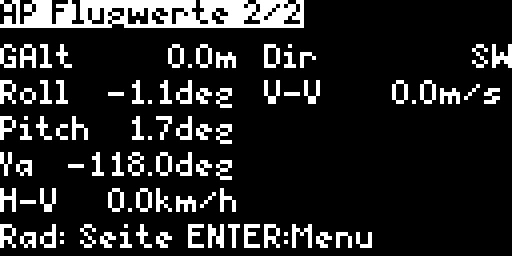 AP Flugwerte 2/2
GAlt 0.0m Dir SW
Roll -1.1deg V-V 0.0m/s
Pitch 1.7deg
Ya -118.0deg
H-V 0.0km/h
Rad: Seite ENTER:Menu